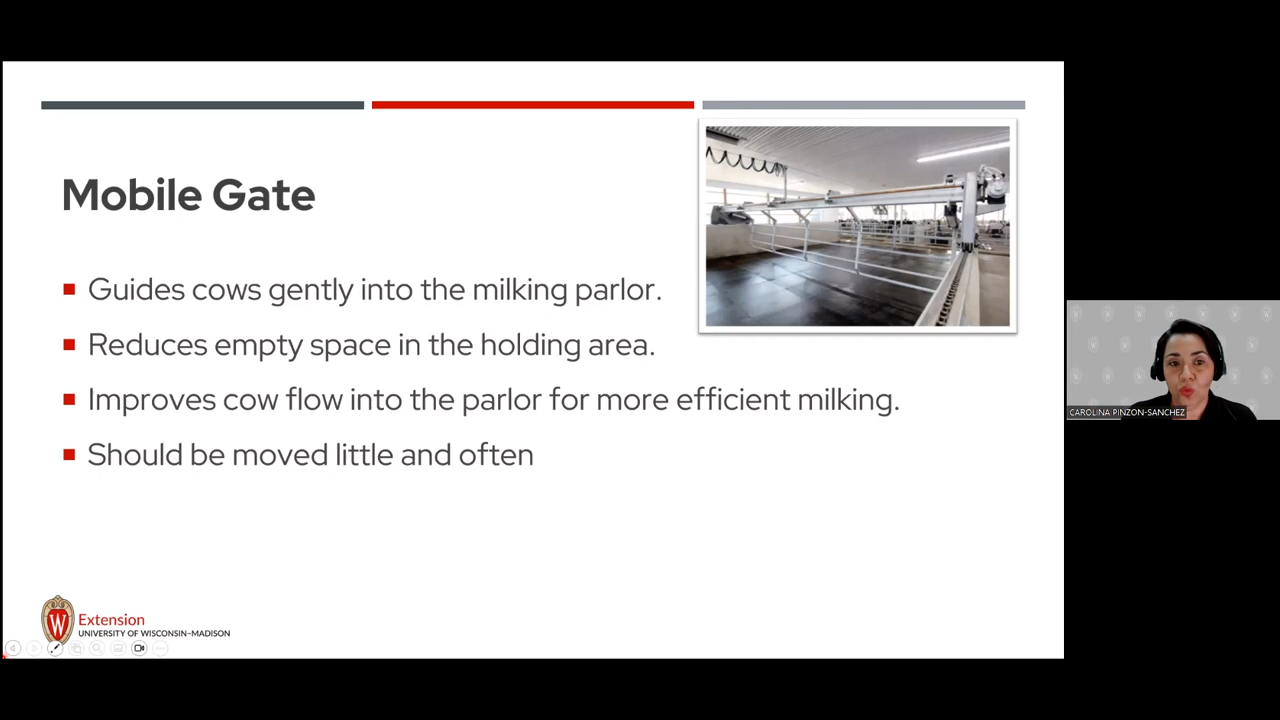 Mobile Gate
Guides cows gently into the milking parlor.
Reduces empty space in the holding area.
Improves cow flow into the parlor for more efficient milking.
Should be moved little and often
W
Extension
UNIVERSITY OF WISCONSIN–MADISON
CAROLINA PINZON-SANCHEZ